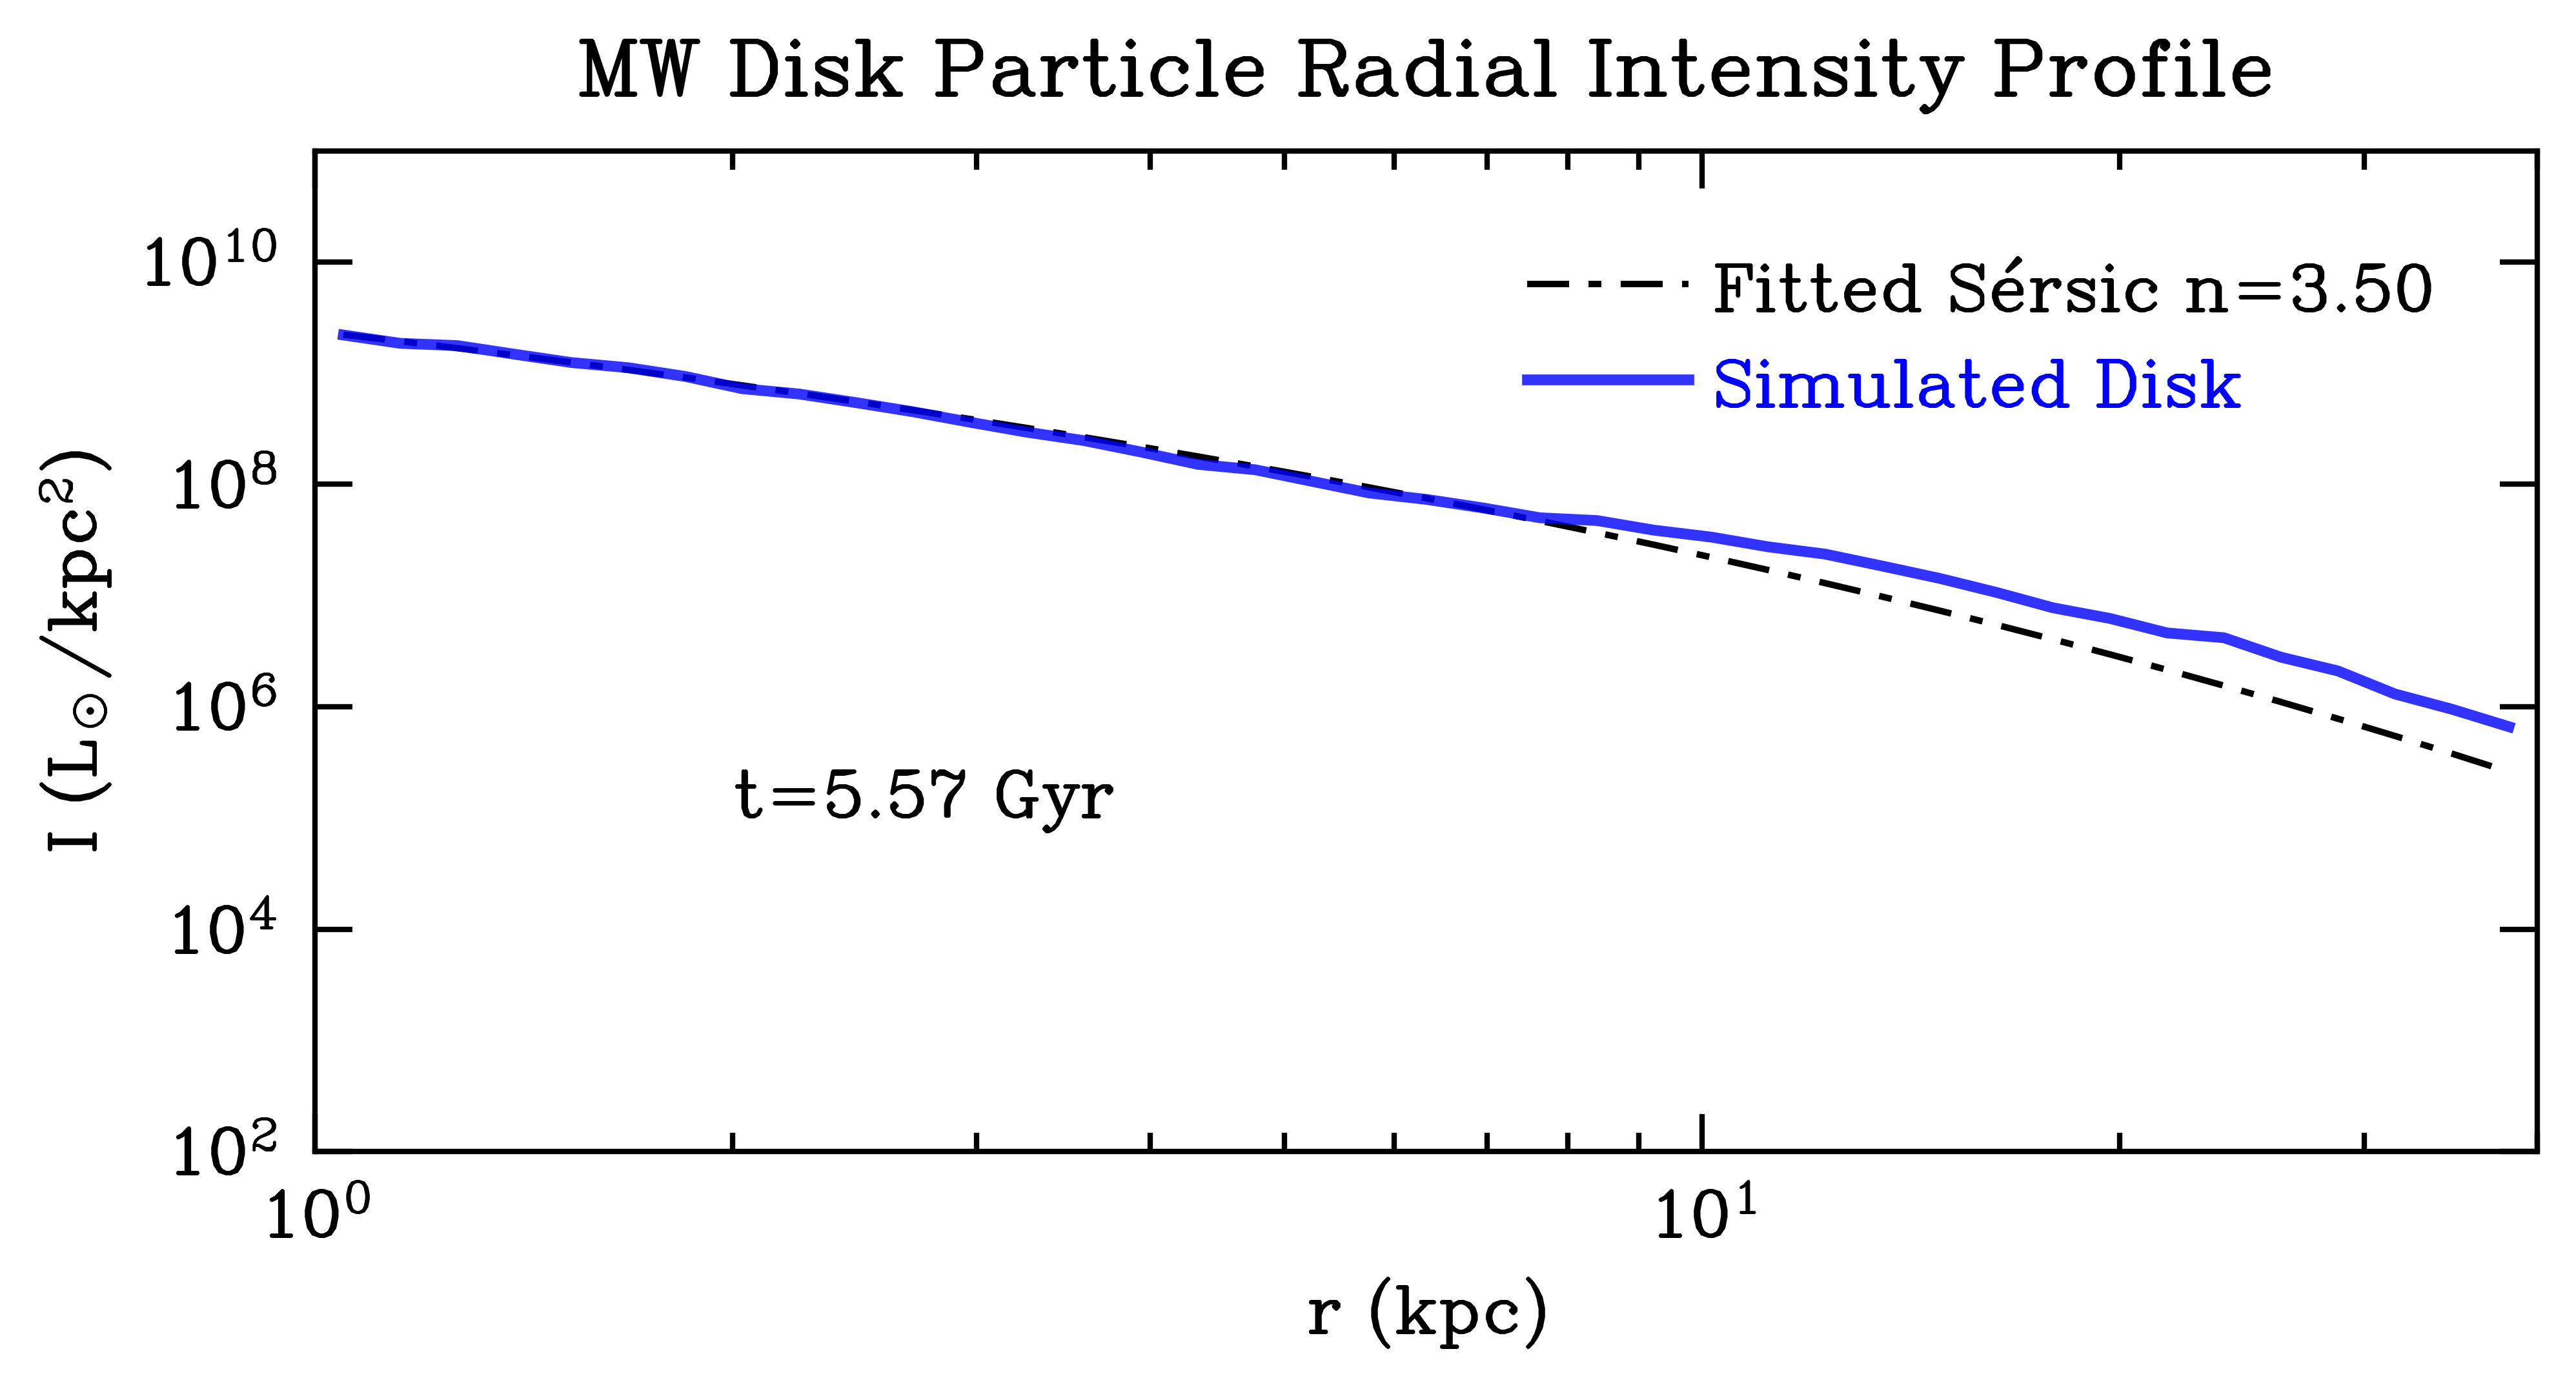 MW Disk Particle Radial Intensity Profile
10¹⁰
10⁸
10⁶
10⁴
10²
I (L⊙/kpc²)
Fitted Sérsic n=3.50
Simulated Disk
t=5.57 Gyr
10⁰
10¹
r (kpc)